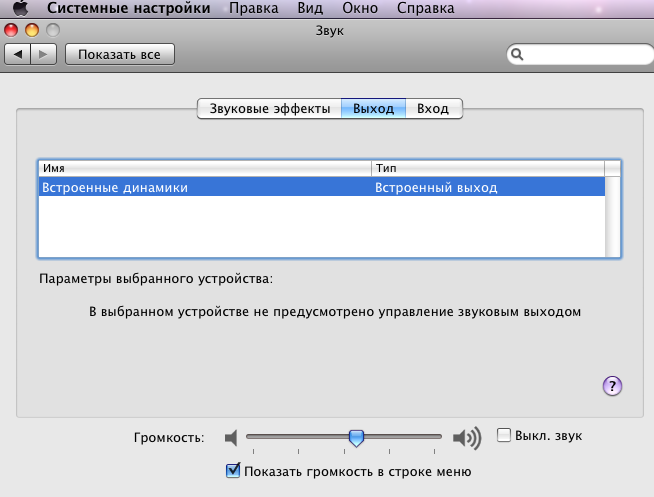 Системные настройки Правка Вид Окно Справка
Звук
Показать все
Звуковые эффекты Выход Вход
Имя Тип
Встроенные динамики Встроенный выход
Параметры выбранного устройства:
В выбранном устройстве не предусмотрено управление звуковым выходом
?
Громкость: Выкл. звук
Показать громкость в строке меню